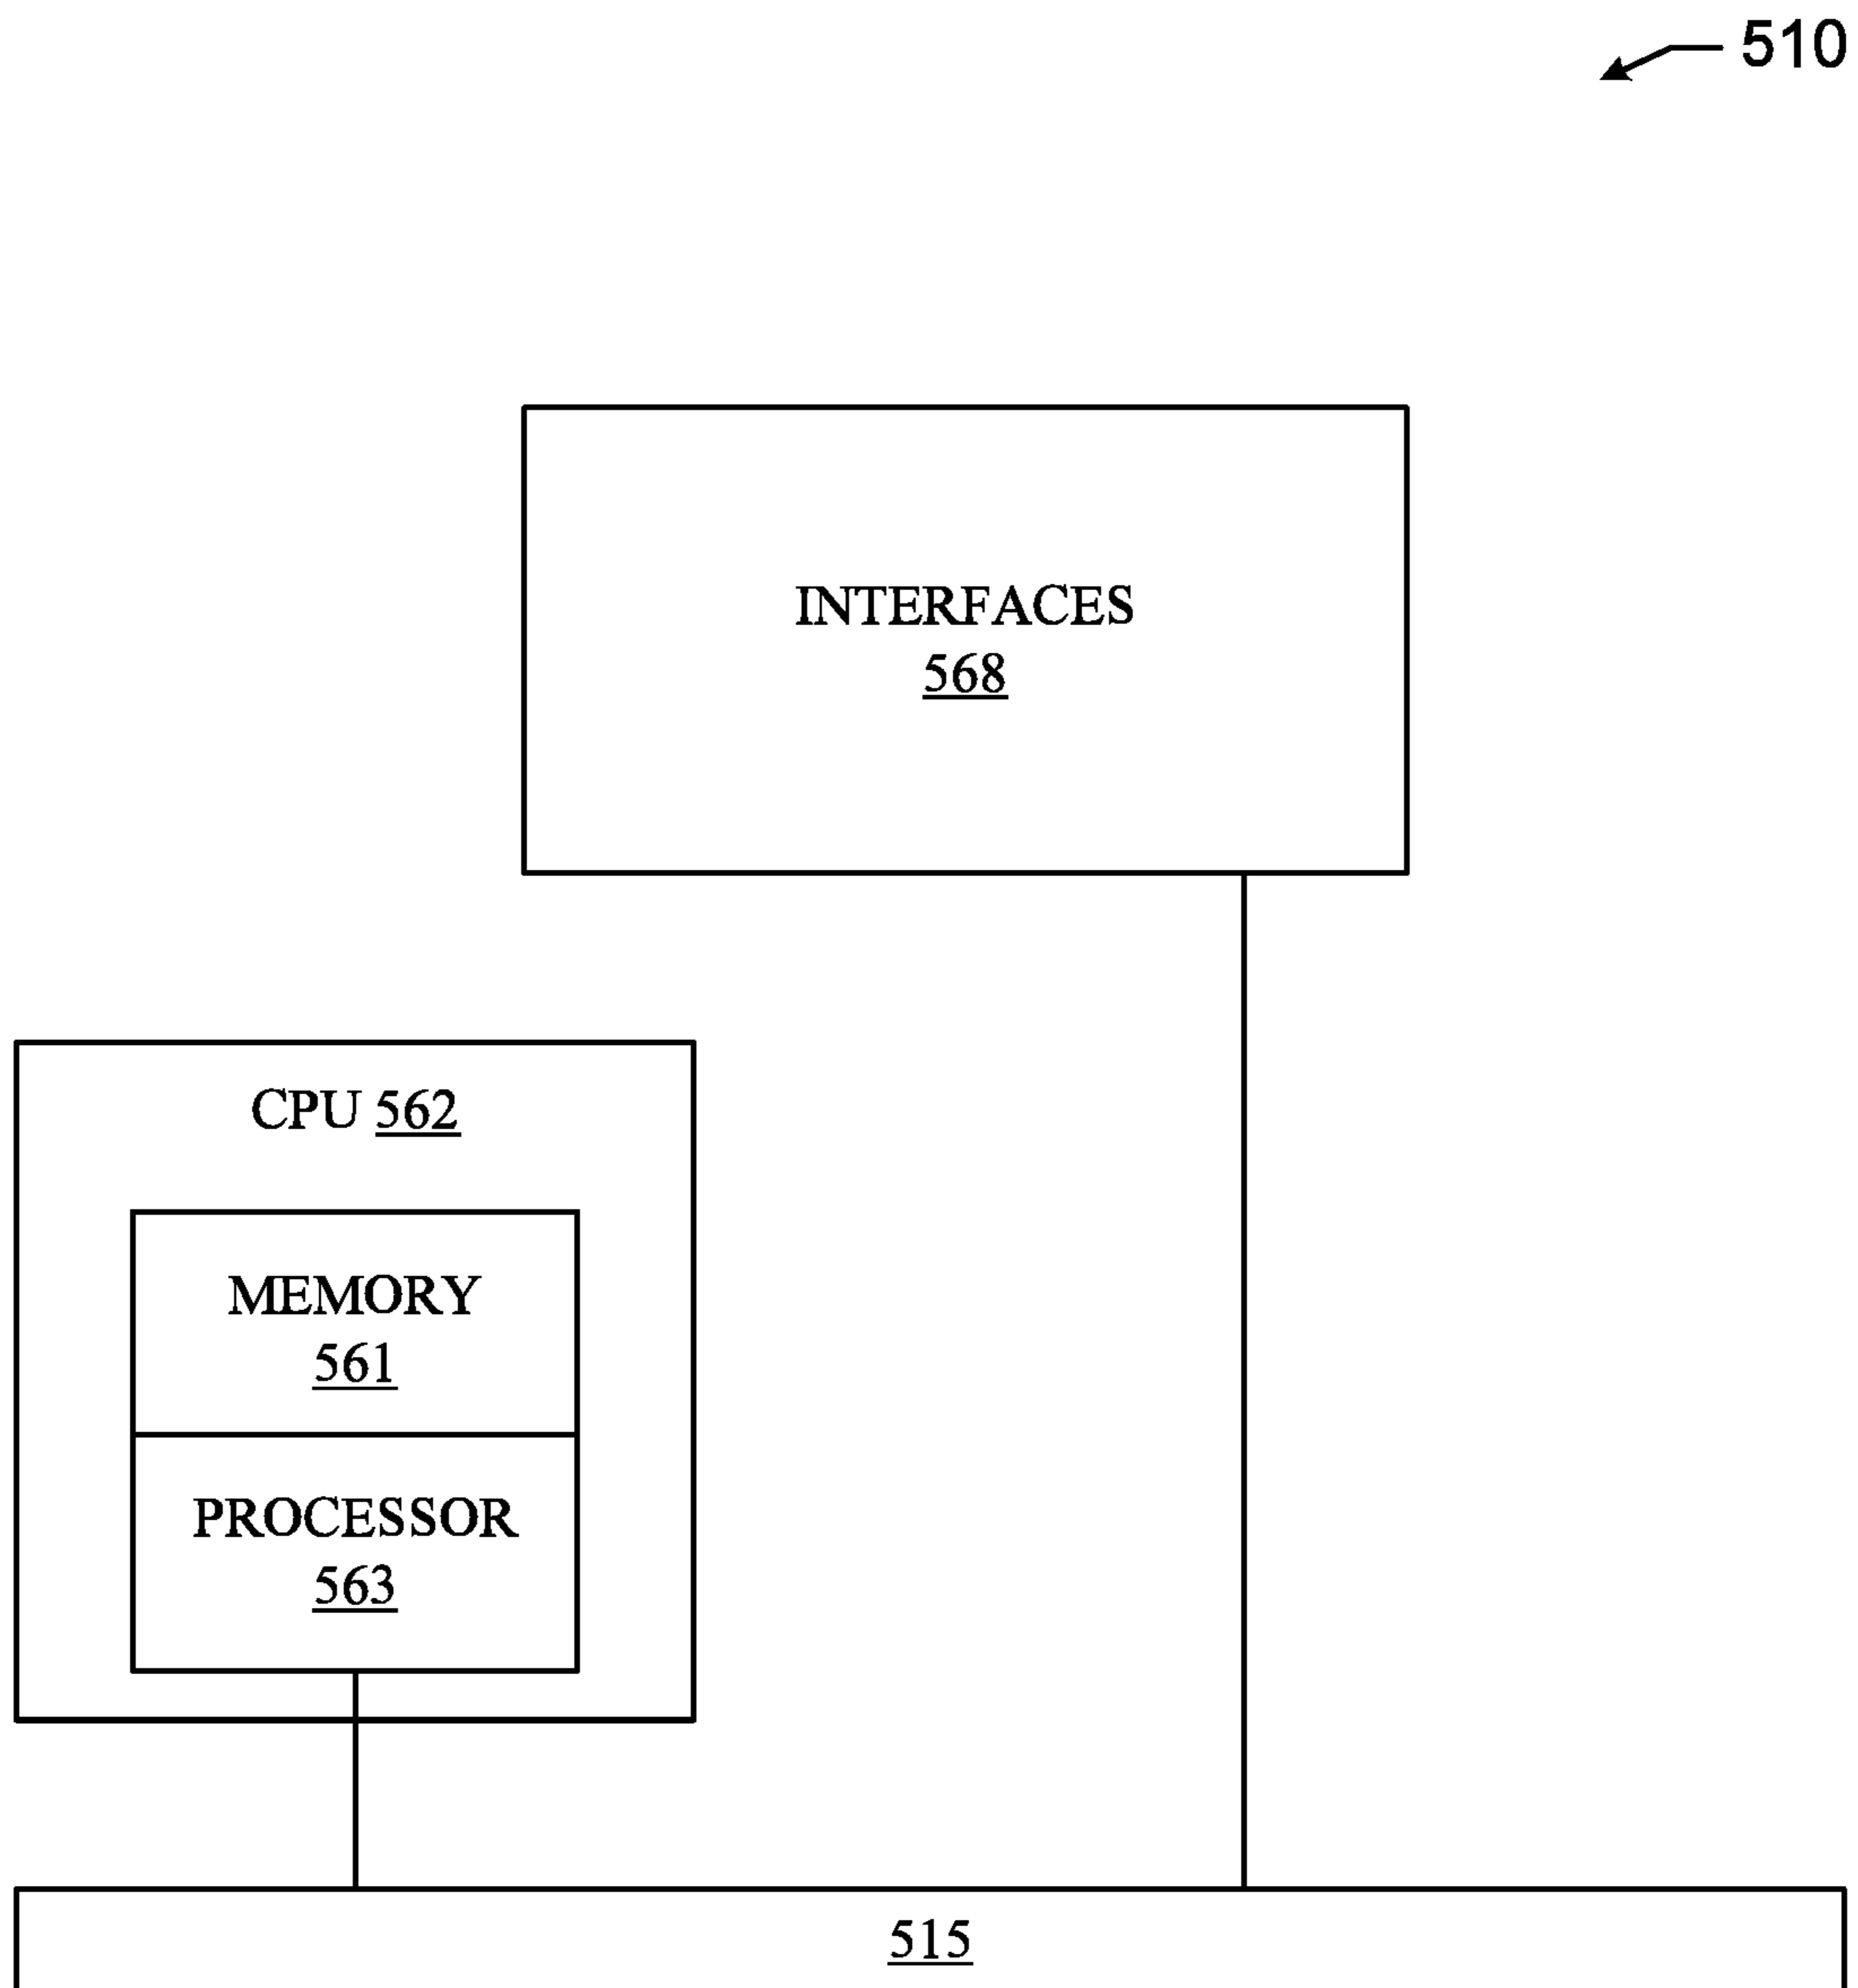 510
INTERFACES
568
CPU 562
MEMORY
561
PROCESSOR
563
515